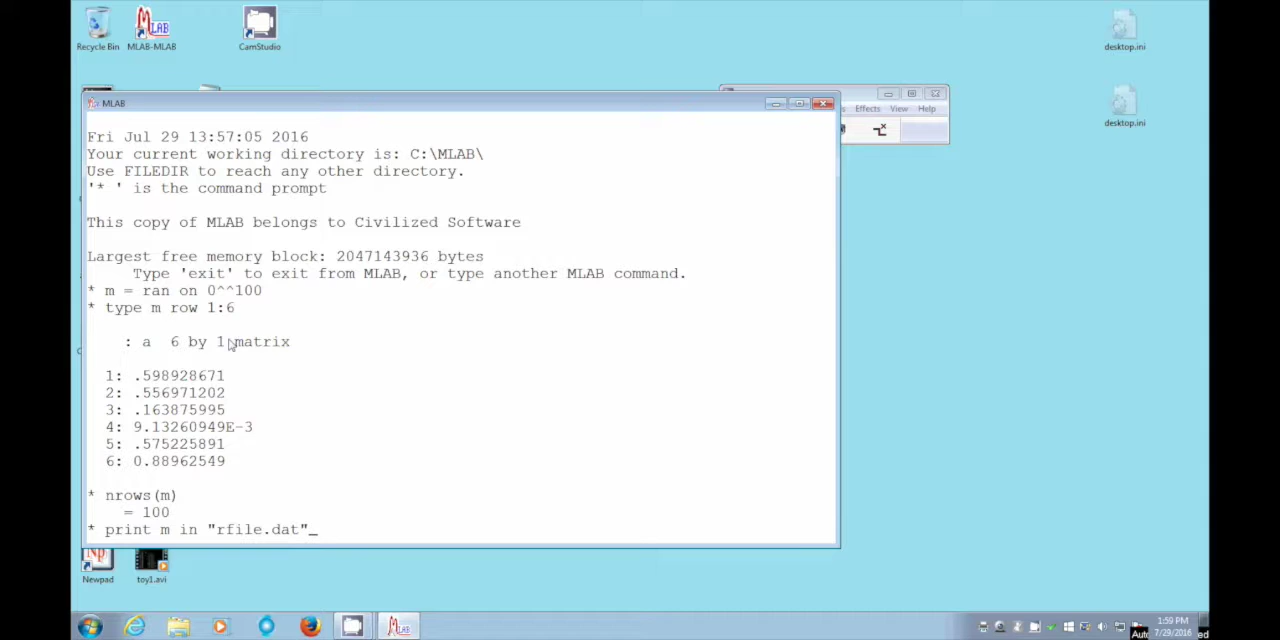 Recycle Bin
MLAB-MLAB
CamStudio
desktop.ini
desktop.ini
Effects View Help
MLAB
Fri Jul 29 13:57:05 2016
Your current working directory is: C:\MLAB\
Use FILEDIR to reach any other directory.
'* ' is the command prompt
This copy of MLAB belongs to Civilized Software
Largest free memory block: 2047143936 bytes
Type 'exit' to exit from MLAB, or type another MLAB command.
* m = ran on 0^^100
* type m row 1:6
: a 6 by 1 matrix
1: .598928671
2: .556971202
3: .163875995
4: 9.13260949E-3
5: .575225891
6: 0.88962549
* nrows(m)
= 100
* print m in "rfile.dat"_
Newpad
toy1.avi
1:59 PM
7/29/2016